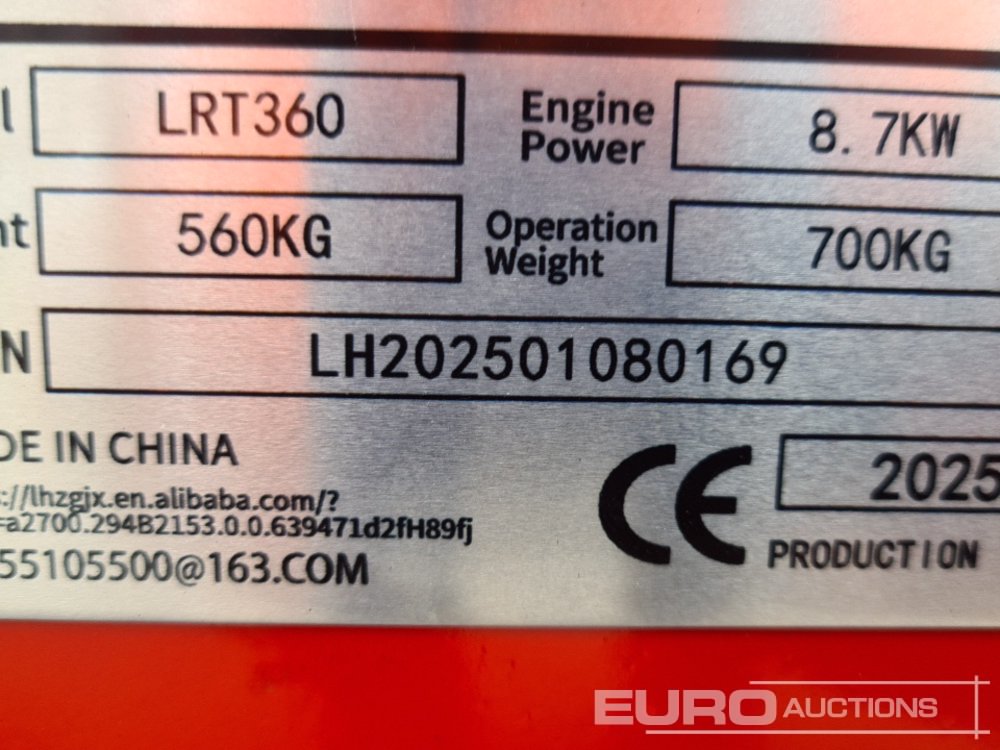 l LRT360 Engine Power 8.7KW
ht 560KG Operation Weight 700KG
N LH202501080169
DE IN CHINA
s://lhzgjx.en.alibaba.com/?
=a2700.294B2153.0.0.639471d2fH89fj
55105500@163.COM
CE 2025
PRODUCTION
EURO AUCTIONS